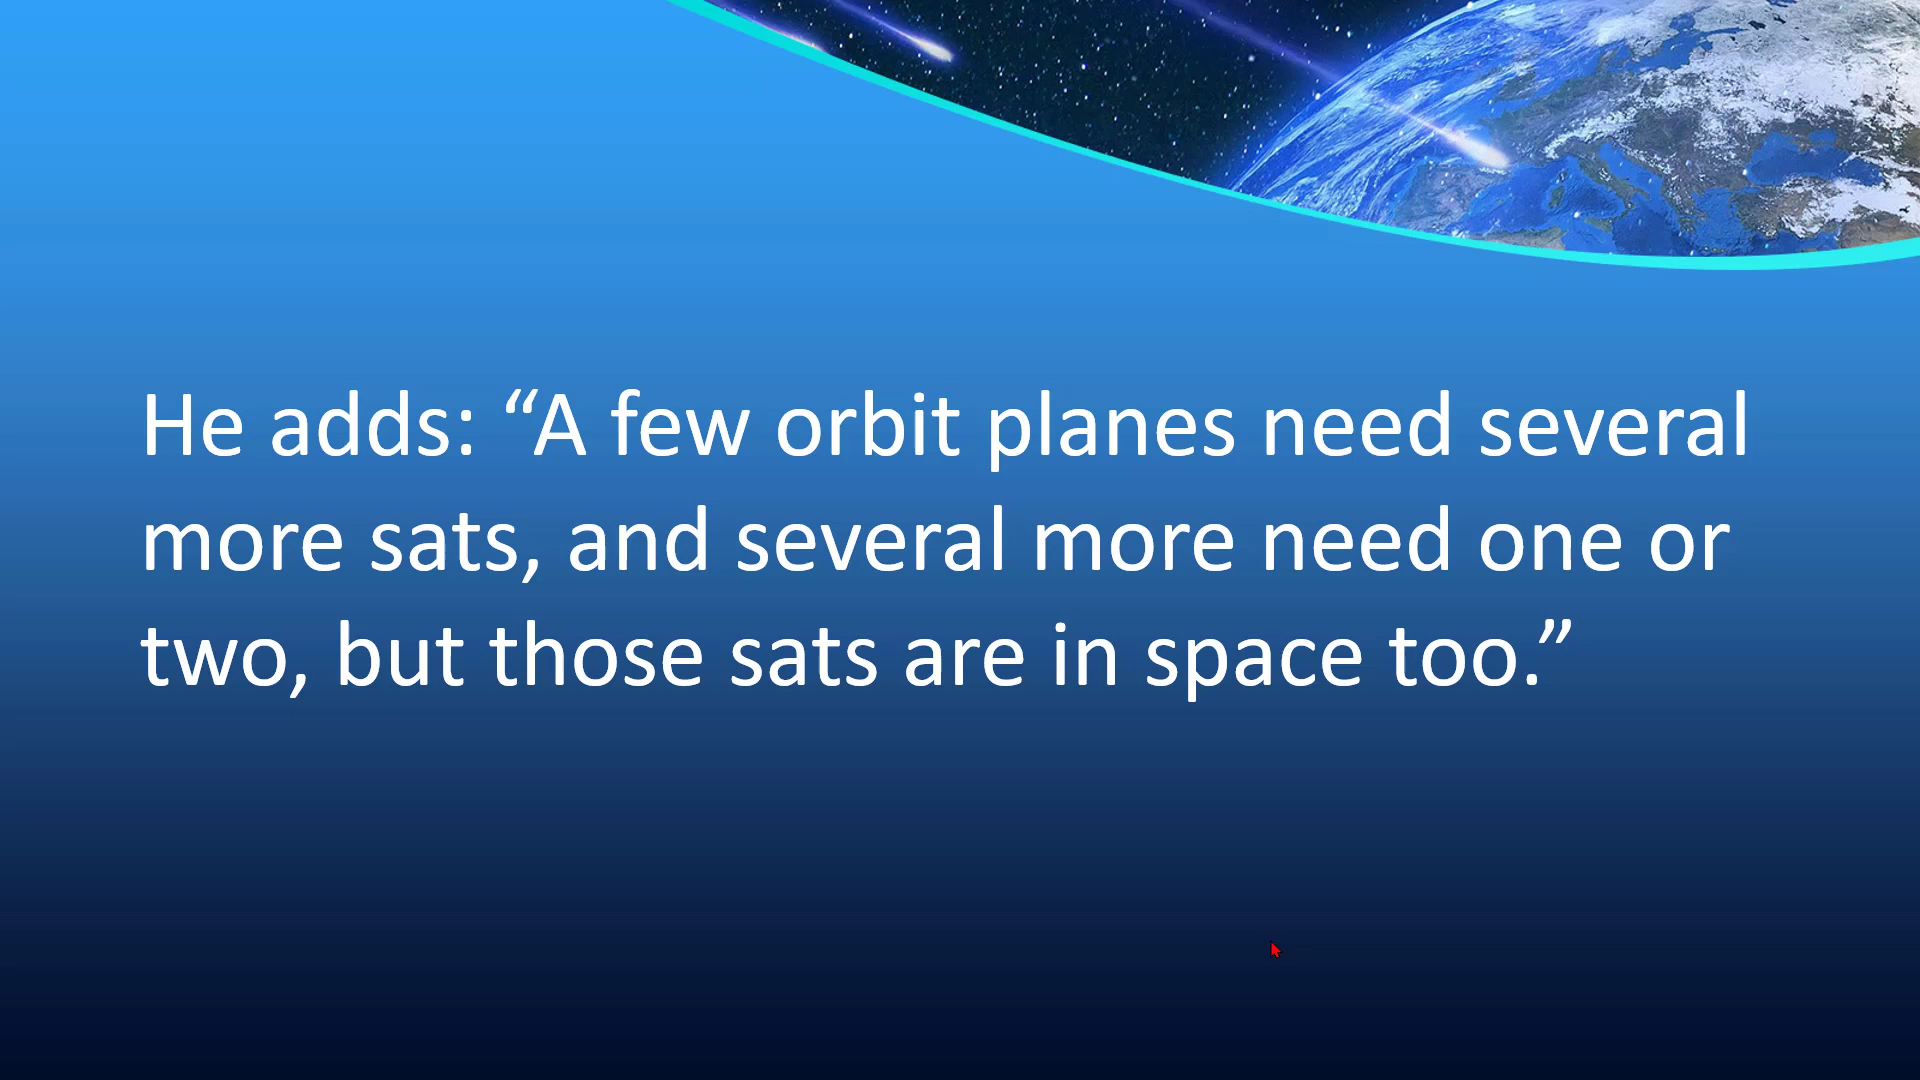 He adds: “A few orbit planes need several
more sats, and several more need one or
two, but those sats are in space too.”